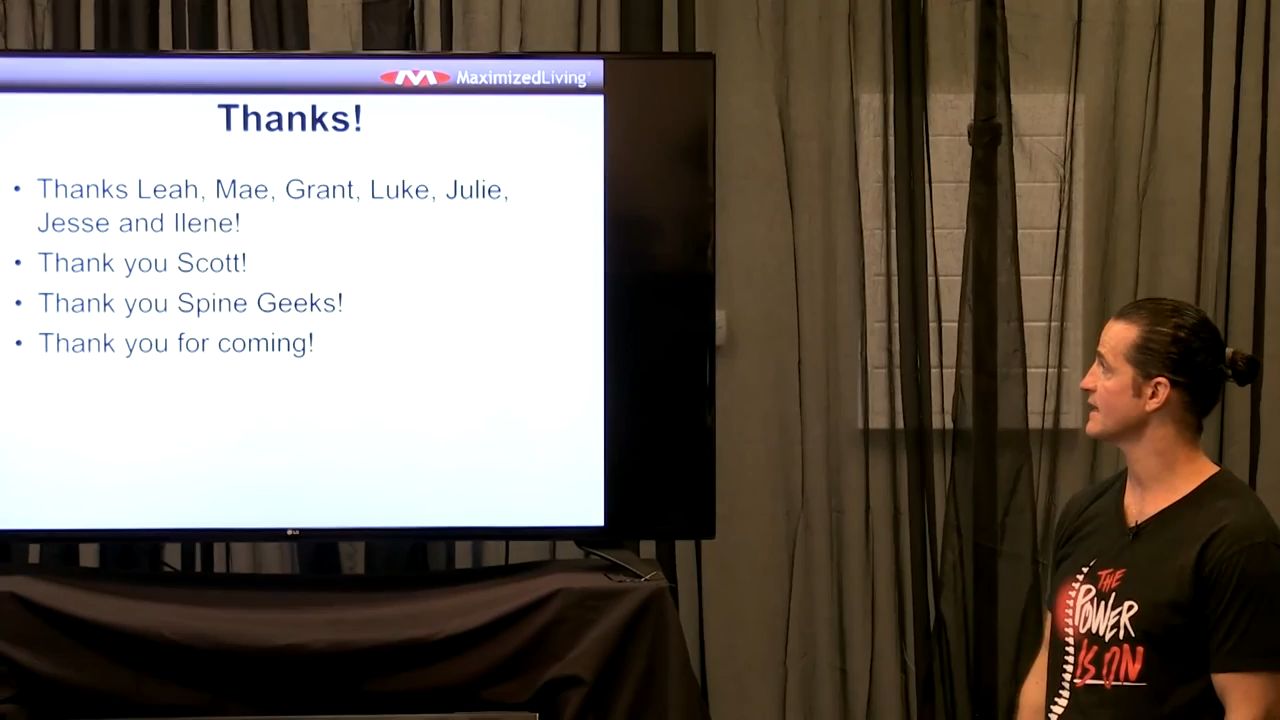 MaximizedLiving
Thanks!
• Thanks Leah, Mae, Grant, Luke, Julie,
Jesse and Ilene!
• Thank you Scott!
• Thank you Spine Geeks!
• Thank you for coming!
LG
THE
POWER
IS ON